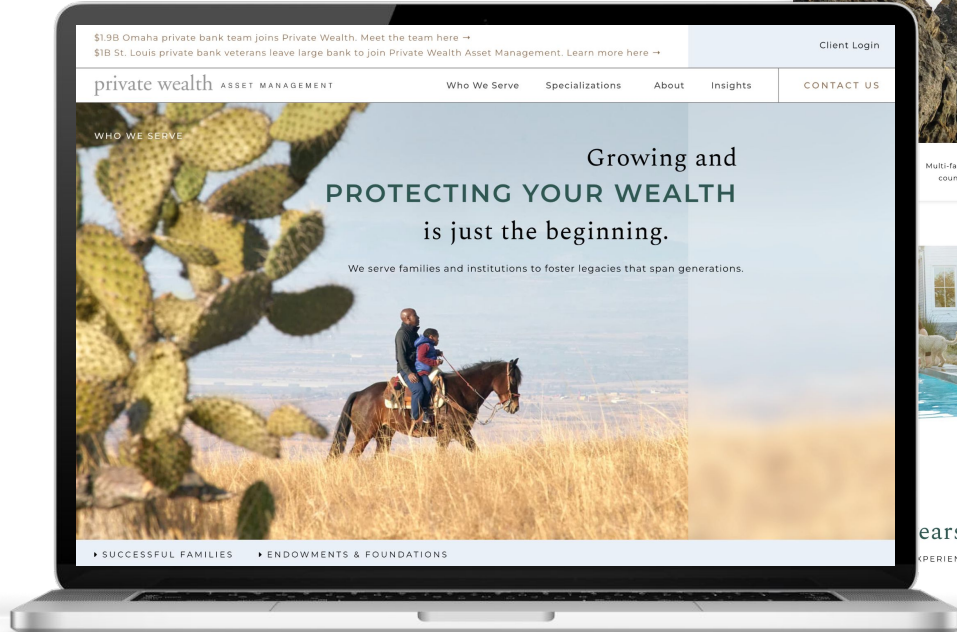 $1.9B Omaha private bank team joins Private Wealth. Meet the team here →
$1B St. Louis private bank veterans leave large bank to join Private Wealth Asset Management. Learn more here →
Client Login
private wealth ASSET MANAGEMENT
Who We Serve Specializations About Insights CONTACT US
WHO WE SERVE
Growing and
PROTECTING YOUR WEALTH
is just the beginning.
We serve families and institutions to foster legacies that span generations.
SUCCESSFUL FAMILIES ENDOWMENTS & FOUNDATIONS